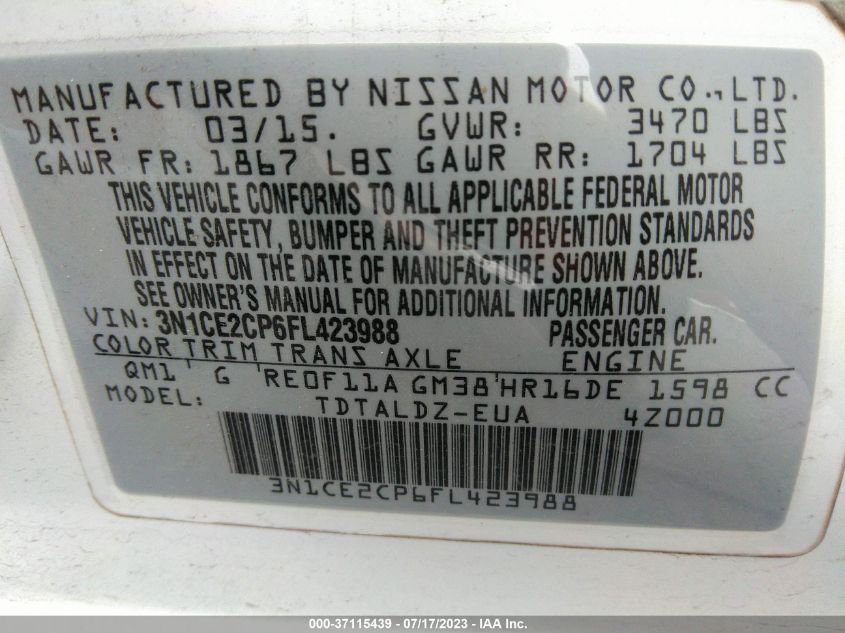 MANUFACTURED BY NISSAN MOTOR CO., LTD.
DATE: 03/15. GVWR: 3470 LBS
GAWR FR: 1867 LBS GAWR RR: 1704 LBS
THIS VEHICLE CONFORMS TO ALL APPLICABLE FEDERAL MOTOR
VEHICLE SAFETY, BUMPER AND THEFT PREVENTION STANDARDS
IN EFFECT ON THE DATE OF MANUFACTURE SHOWN ABOVE.
SEE OWNER'S MANUAL FOR ADDITIONAL INFORMATION.
VIN: 3N1CE2CP6FL423988 PASSENGER CAR.
COLOR TRIM TRANS AXLE ENGINE
QM1 G RE0F11A GM38 HR16DE 1598 CC
MODEL: TDTALDZ-EUA 4Z000
3N1CE2CP6FL423988
000-37115439 - 07/17/2023 - IAA Inc.